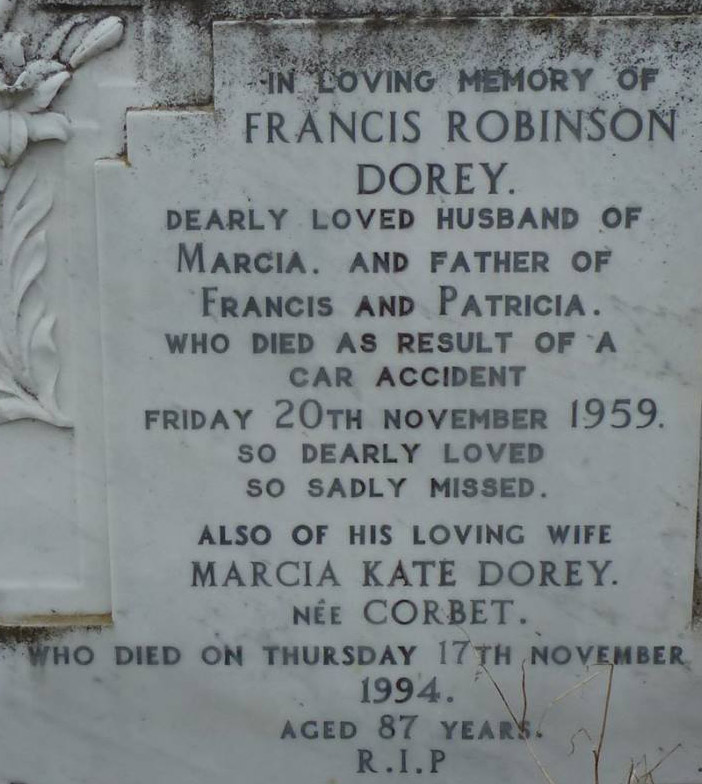 IN LOVING MEMORY OF
FRANCIS ROBINSON
DOREY.
DEARLY LOVED HUSBAND OF
MARCIA. AND FATHER OF
FRANCIS AND PATRICIA.
WHO DIED AS RESULT OF A
CAR ACCIDENT
FRIDAY 20TH NOVEMBER 1959.
SO DEARLY LOVED
SO SADLY MISSED.
ALSO OF HIS LOVING WIFE
MARCIA KATE DOREY.
NÊE CORBET.
WHO DIED ON THURSDAY 17TH NOVEMBER
1994.
AGED 87 YEARS.
R.I.P